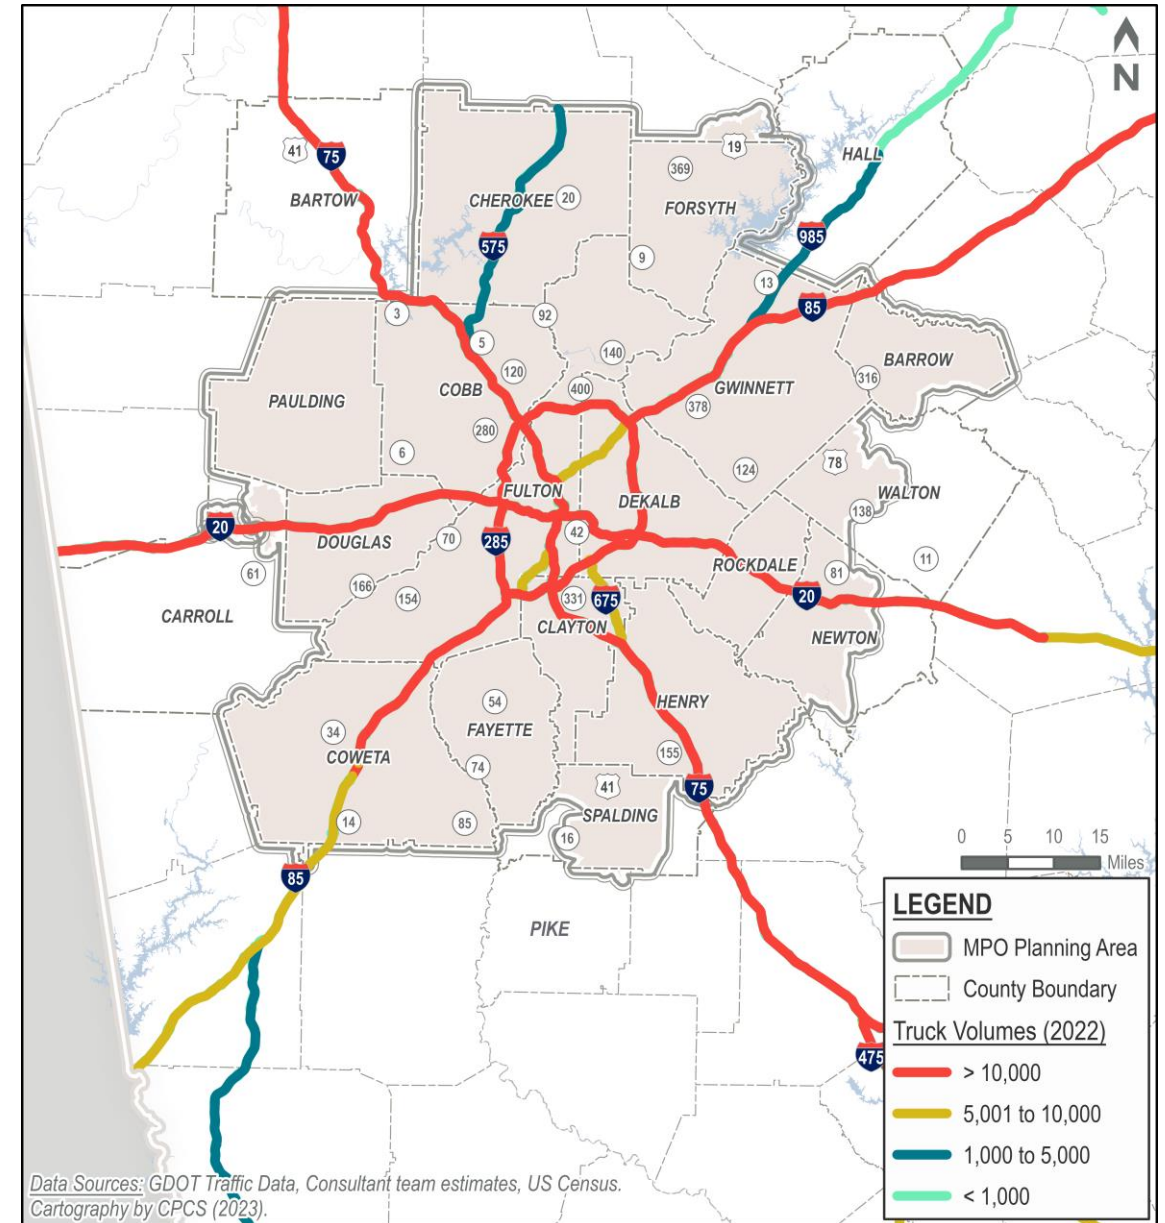 N
19
HALL
41
75
369
BARTOW
CHEROKEE
20
FORSYTH
985
575
9
13
3
92
85
5
140
BARROW
120
316
COBB
400
GWINNETT
PAULDING
378
280
6
78
124
FULTON
DEKALB
WALTON
138
20
42
DOUGLAS
70
285
11
ROCKDALE
61
81
166
154
331
675
20
CARROLL
CLAYTON
NEWTON
54
HENRY
34
FAYETTE
COWETA
155
74
41
75
SPALDING
14
85
16
0 5 10 15
Miles
85
LEGEND
PIKE
MPO Planning Area
County Boundary
Truck Volumes (2022)
475
> 10,000
5,001 to 10,000
1,000 to 5,000
< 1,000
Data Sources: GDOT Traffic Data, Consultant team estimates, US Census.
Cartography by CPCS (2023).